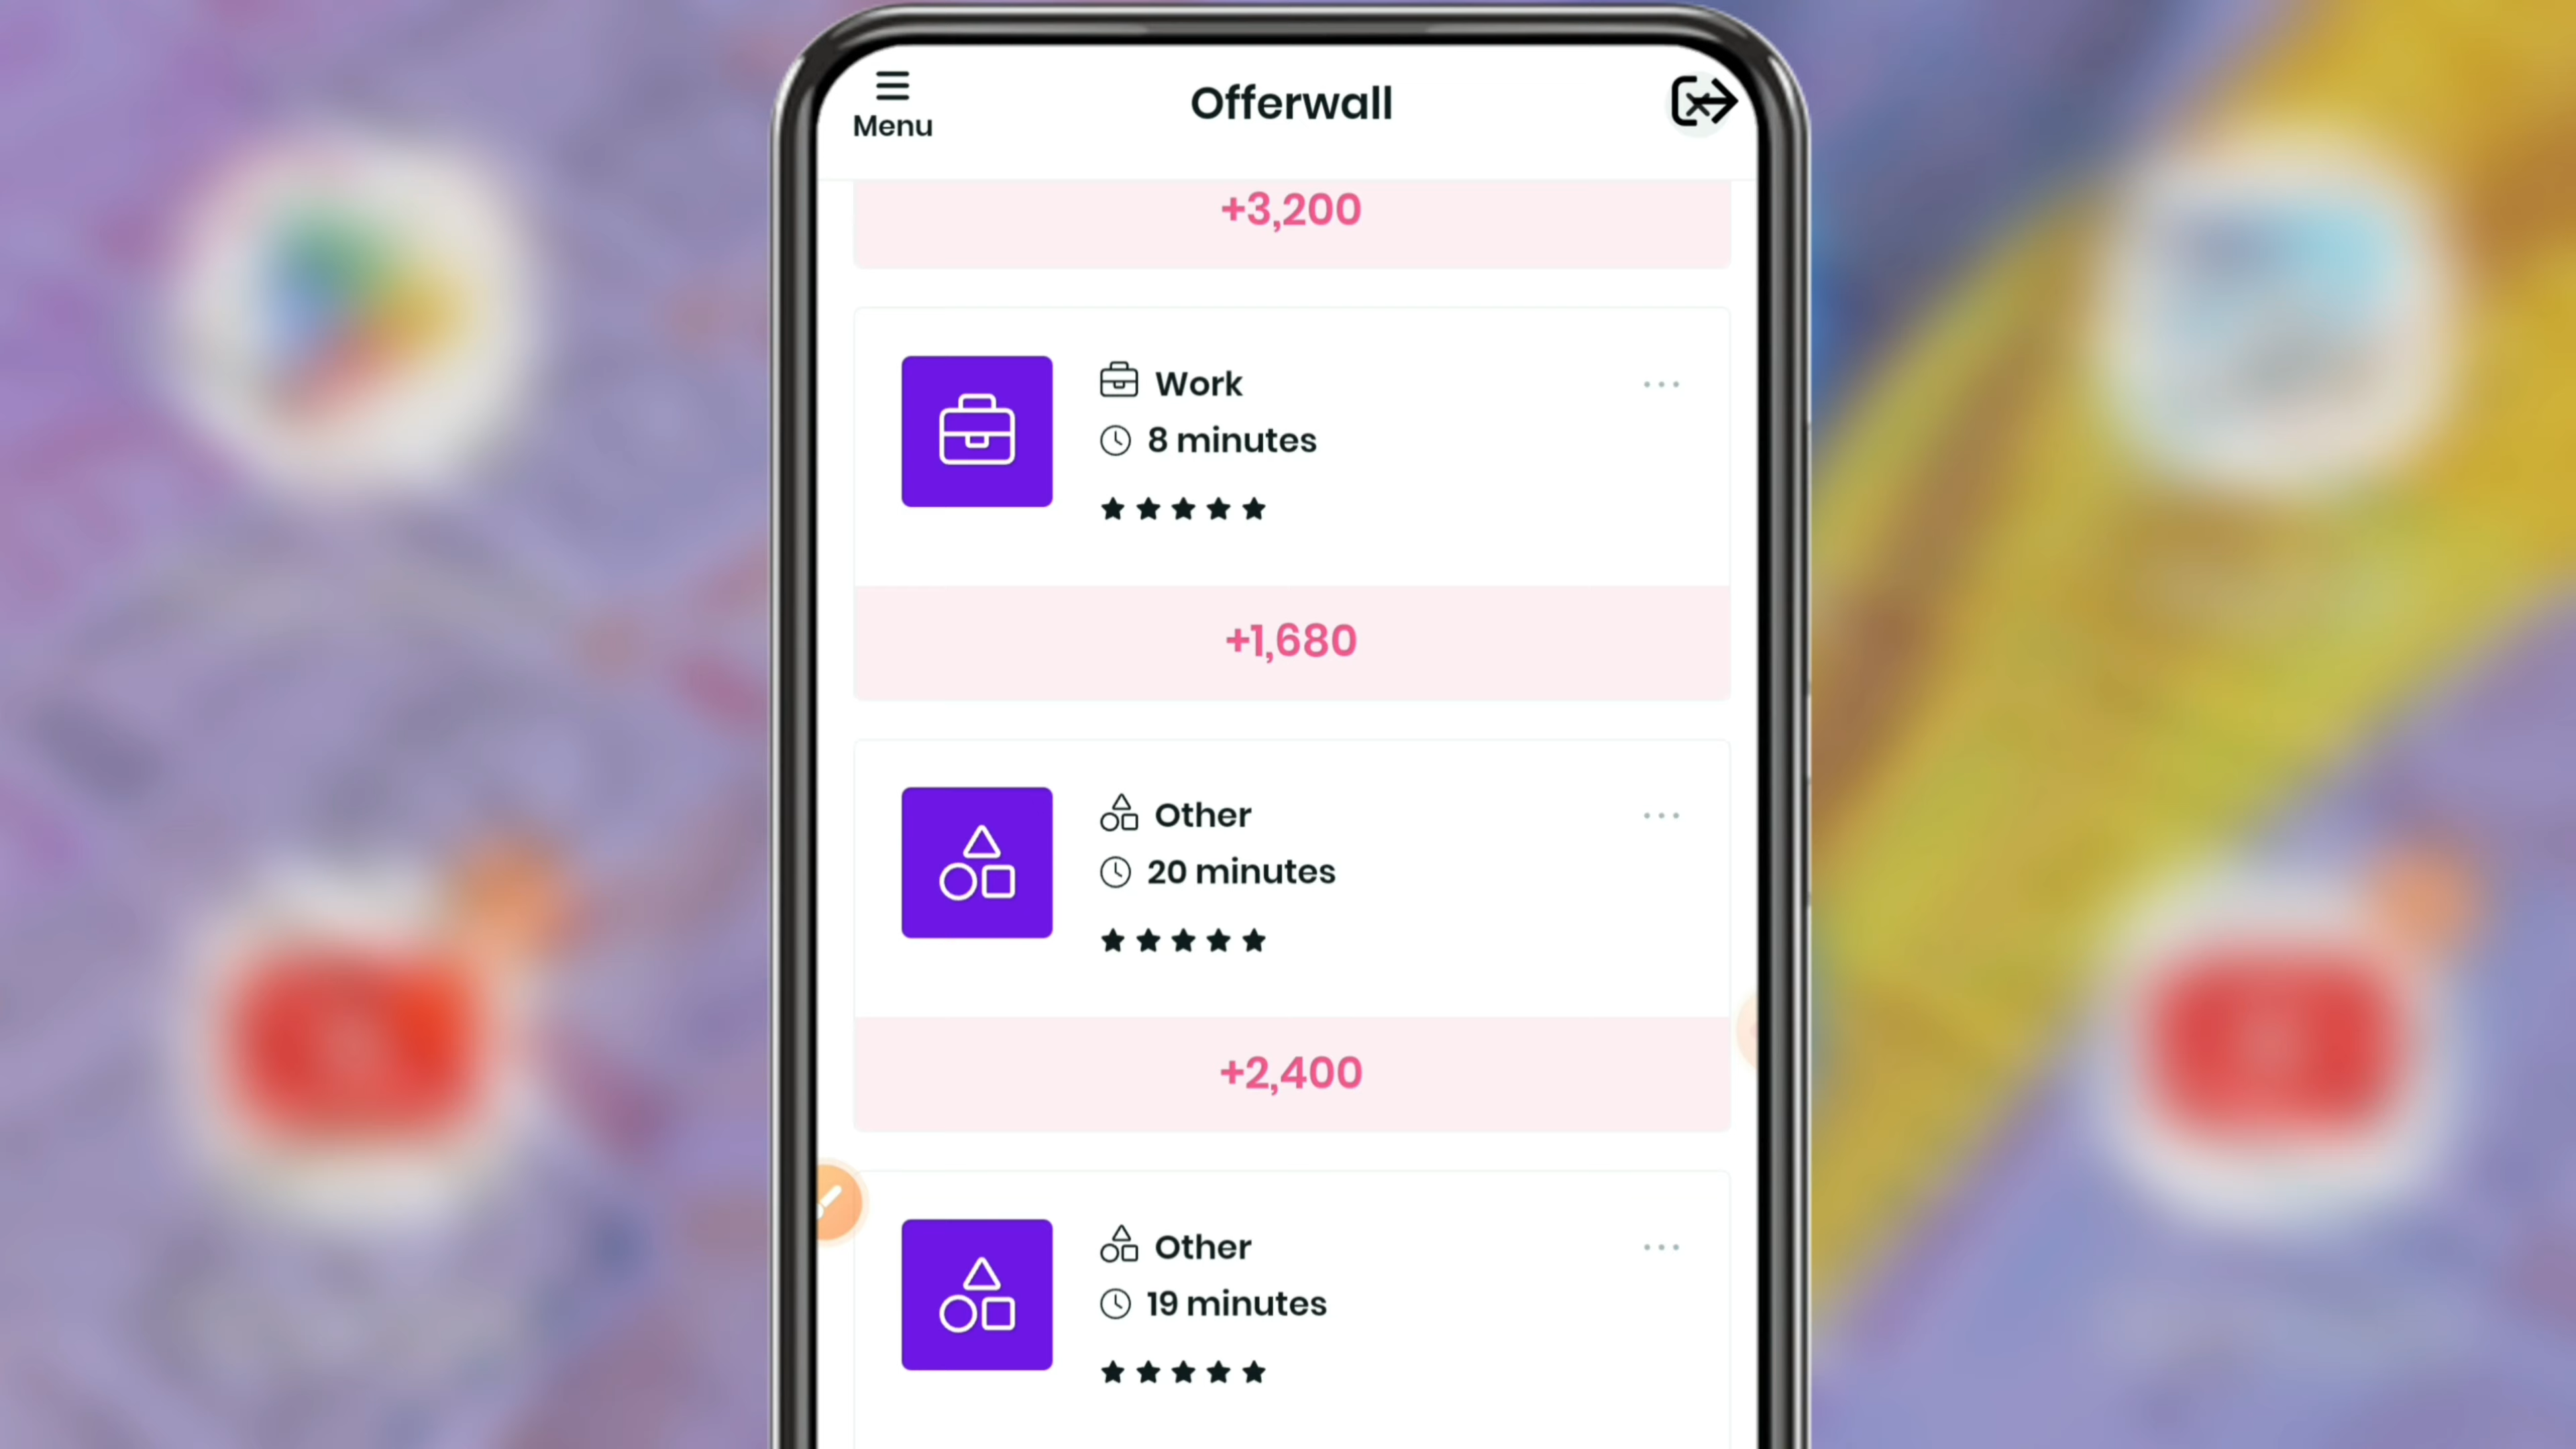 Menu
Offerwall
+3,200
Work
8 minutes
+1,680
Other
20 minutes
+2,400
Other
19 minutes